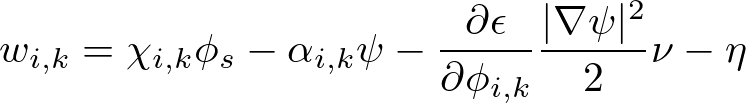 $w_{i,k} = \chi_{i,k}\phi_s - \alpha_{i,k}\psi - \frac{\partial \epsilon}{\partial \phi_{i,k}} \frac{|\nabla \psi|^2}{2} \nu - \eta$